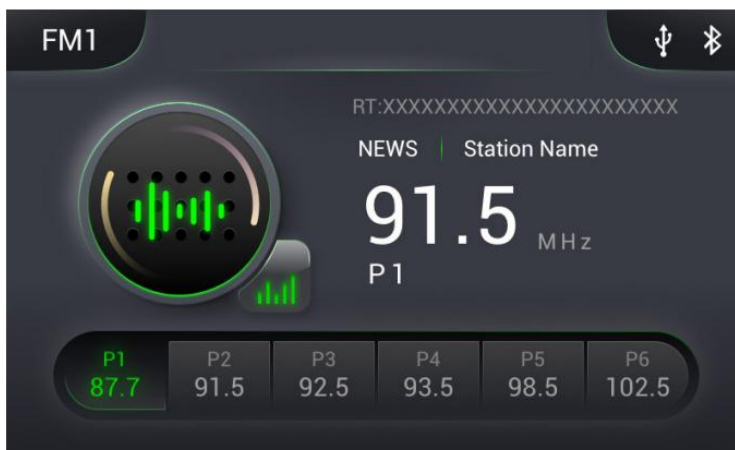 FM1
RT:XXXXXXXXXXXXXXXXXXXXXXXX
NEWS Station Name
91.5 MHz
P1
P1 P2 P3 P4 P5 P6
87.7 91.5 92.5 93.5 98.5 102.5